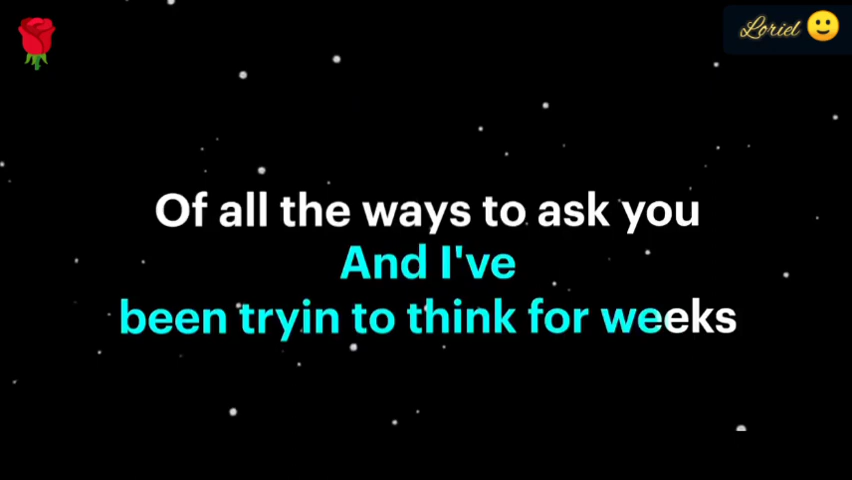 Loriel
Of all the ways to ask you
And I've
been tryin to think for weeks